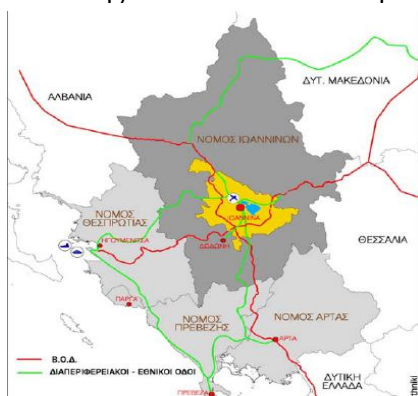 ΑΛΒΑΝΙΑ
ΔΥΤ. ΜΑΚΕΔΟΝΙΑ
ΝΟΜΟΣ ΙΩΑΝΝΙΝΩΝ
ΙΩΑΝΝΙΝΑ
ΝΟΜΟΣ
ΘΕΣΠΡΩΤΙΑΣ
ΗΓΟΥΜΕΝΙΤΣΑ
ΔΩΔΩΝΗ
ΘΕΣΣΑΛΙΑ
ΠΑΡΓΑ
ΝΟΜΟΣ
ΠΡΕΒΕΖΗΣ
ΝΟΜΟΣ ΑΡΤΑΣ
ΑΡΤΑ
Β.Ο.Δ.
ΔΙΑΠΕΡΙΦΕΡΕΙΑΚΟΙ - ΕΘΝΙΚΟΙ ΟΔΟΙ
ΔΥΤΙΚΗ
ΕΛΛΑΔΑ
ΠΡΕΒΕΖΑ